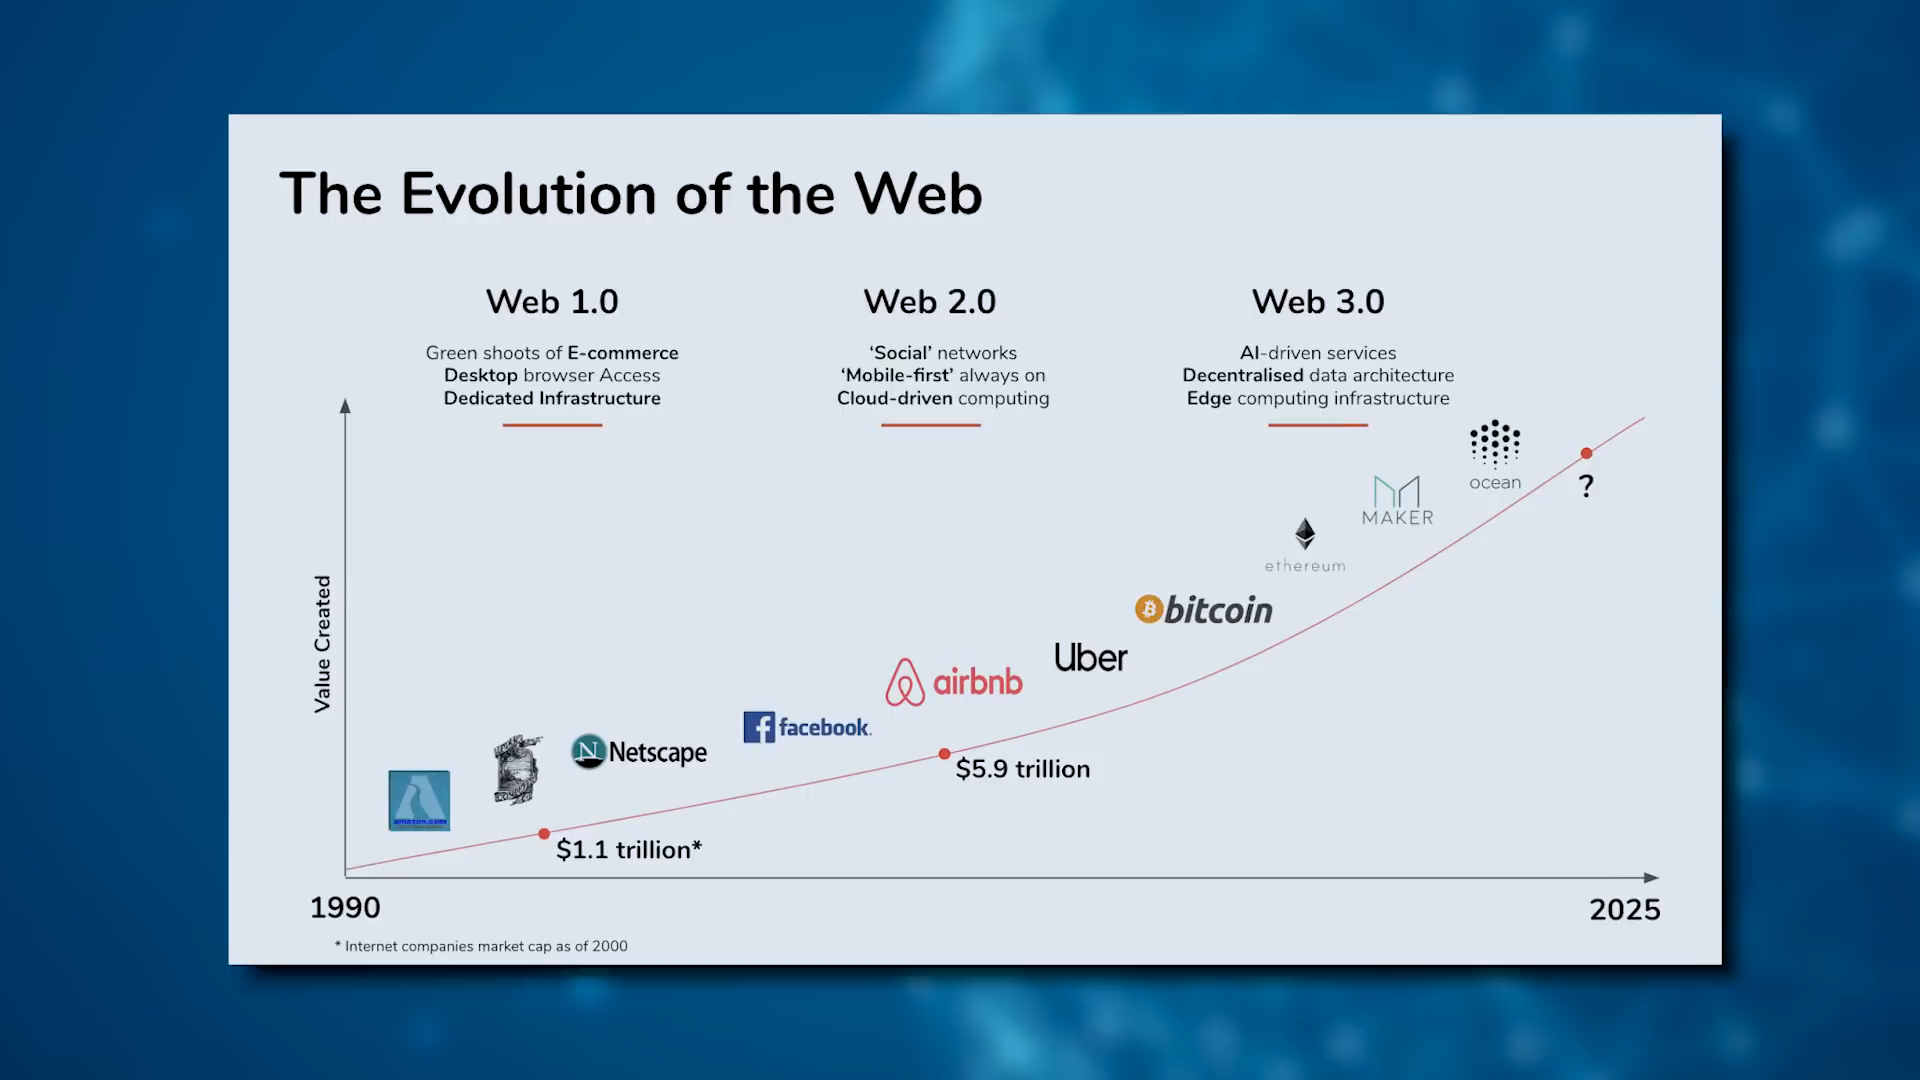 The Evolution of the Web
Web 1.0
Green shoots of E-commerce
Desktop browser Access
Dedicated Infrastructure
Web 2.0
‘Social’ networks
‘Mobile-first’ always on
Cloud-driven computing
Web 3.0
AI-driven services
Decentralised data architecture
Edge computing infrastructure
Value Created
amazon.com
N Netscape
f facebook.
airbnb
Uber
bitcoin
ethereum
MAKER
ocean
$1.1 trillion*
$5.9 trillion
?
1990
2025
* Internet companies market cap as of 2000